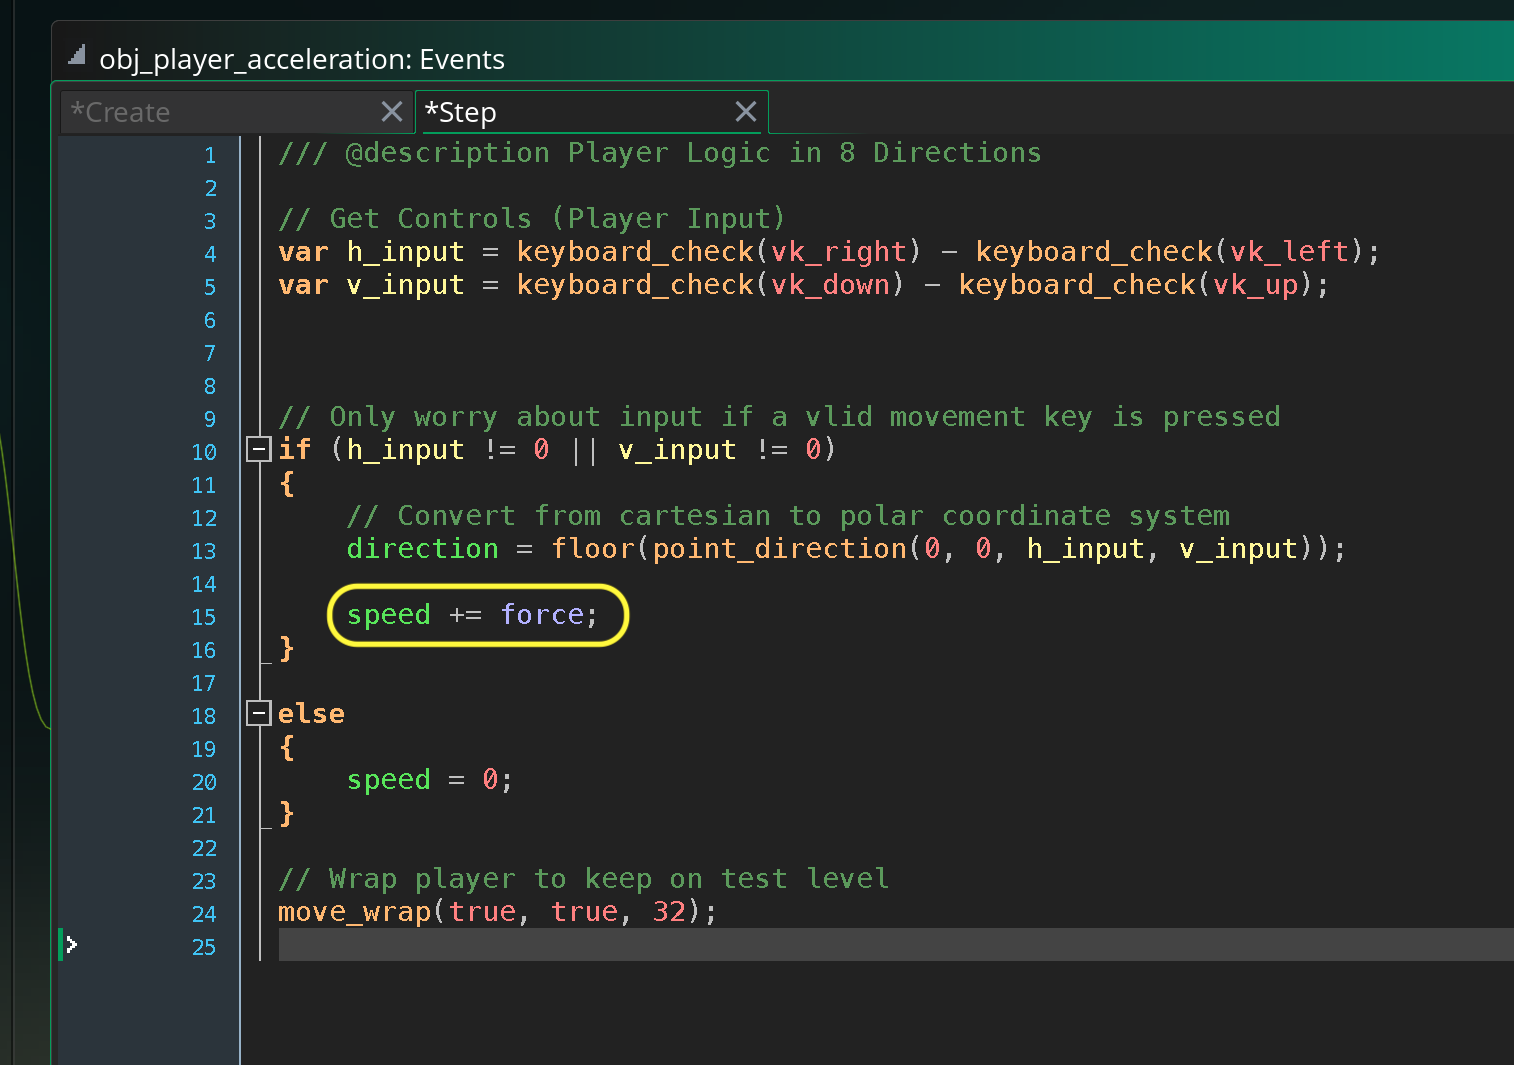 obj_player_acceleration: Events
*Create
*Step
1 /// @description Player Logic in 8 Directions
2
3 // Get Controls (Player Input)
4 var h_input = keyboard_check(vk_right) - keyboard_check(vk_left);
5 var v_input = keyboard_check(vk_down) - keyboard_check(vk_up);
6
7
8
9 // Only worry about input if a vlid movement key is pressed
10 if (h_input != 0 || v_input != 0)
11 {
12 // Convert from cartesian to polar coordinate system
13 direction = floor(point_direction(0, 0, h_input, v_input));
14
15 speed += force;
16 }
17
18 else
19 {
20 speed = 0;
21 }
22
23 // Wrap player to keep on test level
24 move_wrap(true, true, 32);
25